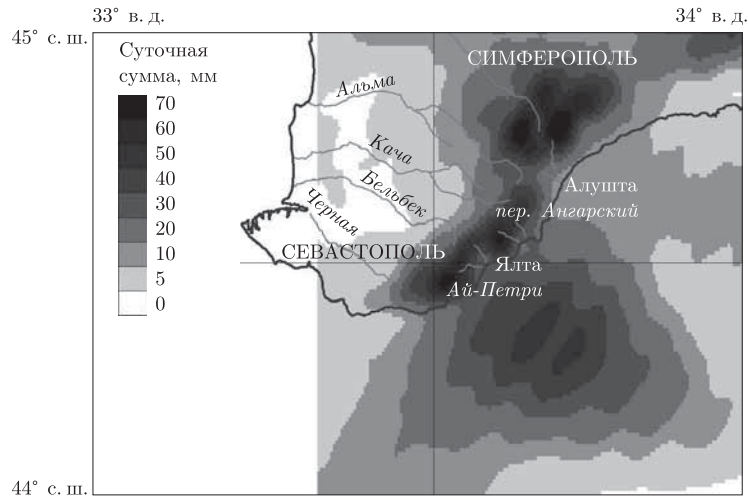 33° в. д.
34° в. д.
45° с. ш.
Суточная
сумма, мм
70
60
50
40
30
20
10
5
0
СИМФЕРОПОЛЬ
Альма
Кача
Бельбек
Черная
Алушта
пер. Ангарский
СЕВАСТОПОЛЬ
Ялта
Ай-Петри
44° с. ш.